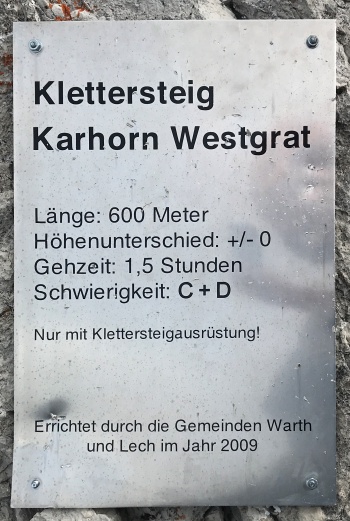 Klettersteig
Karhorn Westgrat
Länge: 600 Meter
Höhenunterschied: +/- 0
Gehzeit: 1,5 Stunden
Schwierigkeit: C + D
Nur mit Klettersteigausrüstung!
Errichtet durch die Gemeinden Warth
und Lech im Jahr 2009